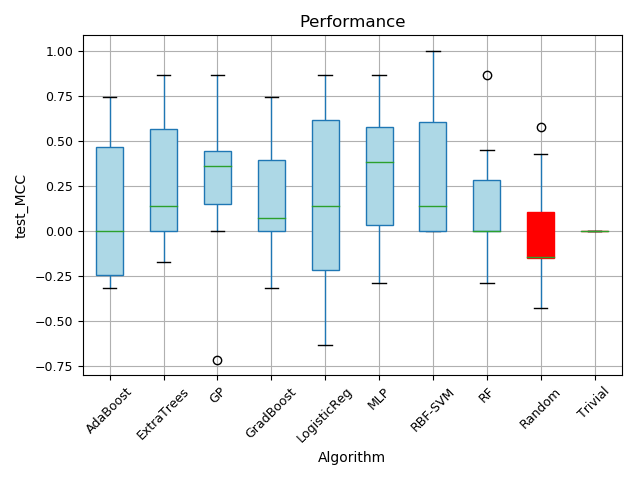 Performance
1.00
0.75
0.50
0.25
0.00
−0.25
−0.50
−0.75
test_MCC
AdaBoost
ExtraTrees
GP
GradBoost
LogisticReg
MLP
RBF-SVM
RF
Random
Trivial
Algorithm